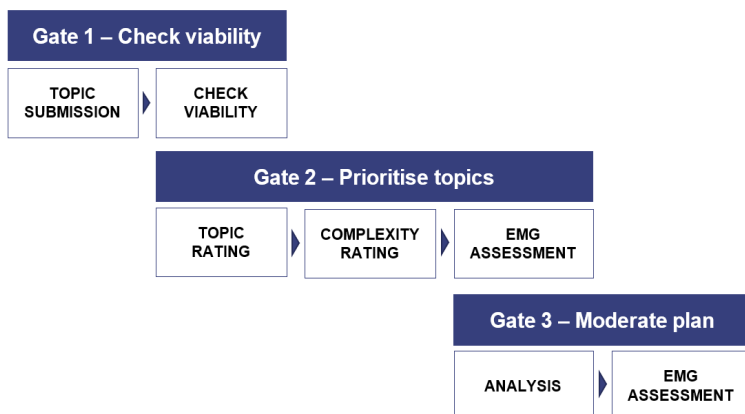 Gate 1 – Check viability
TOPIC
SUBMISSION
CHECK
VIABILITY
Gate 2 – Prioritise topics
TOPIC
RATING
COMPLEXITY
RATING
EMG
ASSESSMENT
Gate 3 – Moderate plan
ANALYSIS
EMG
ASSESSMENT